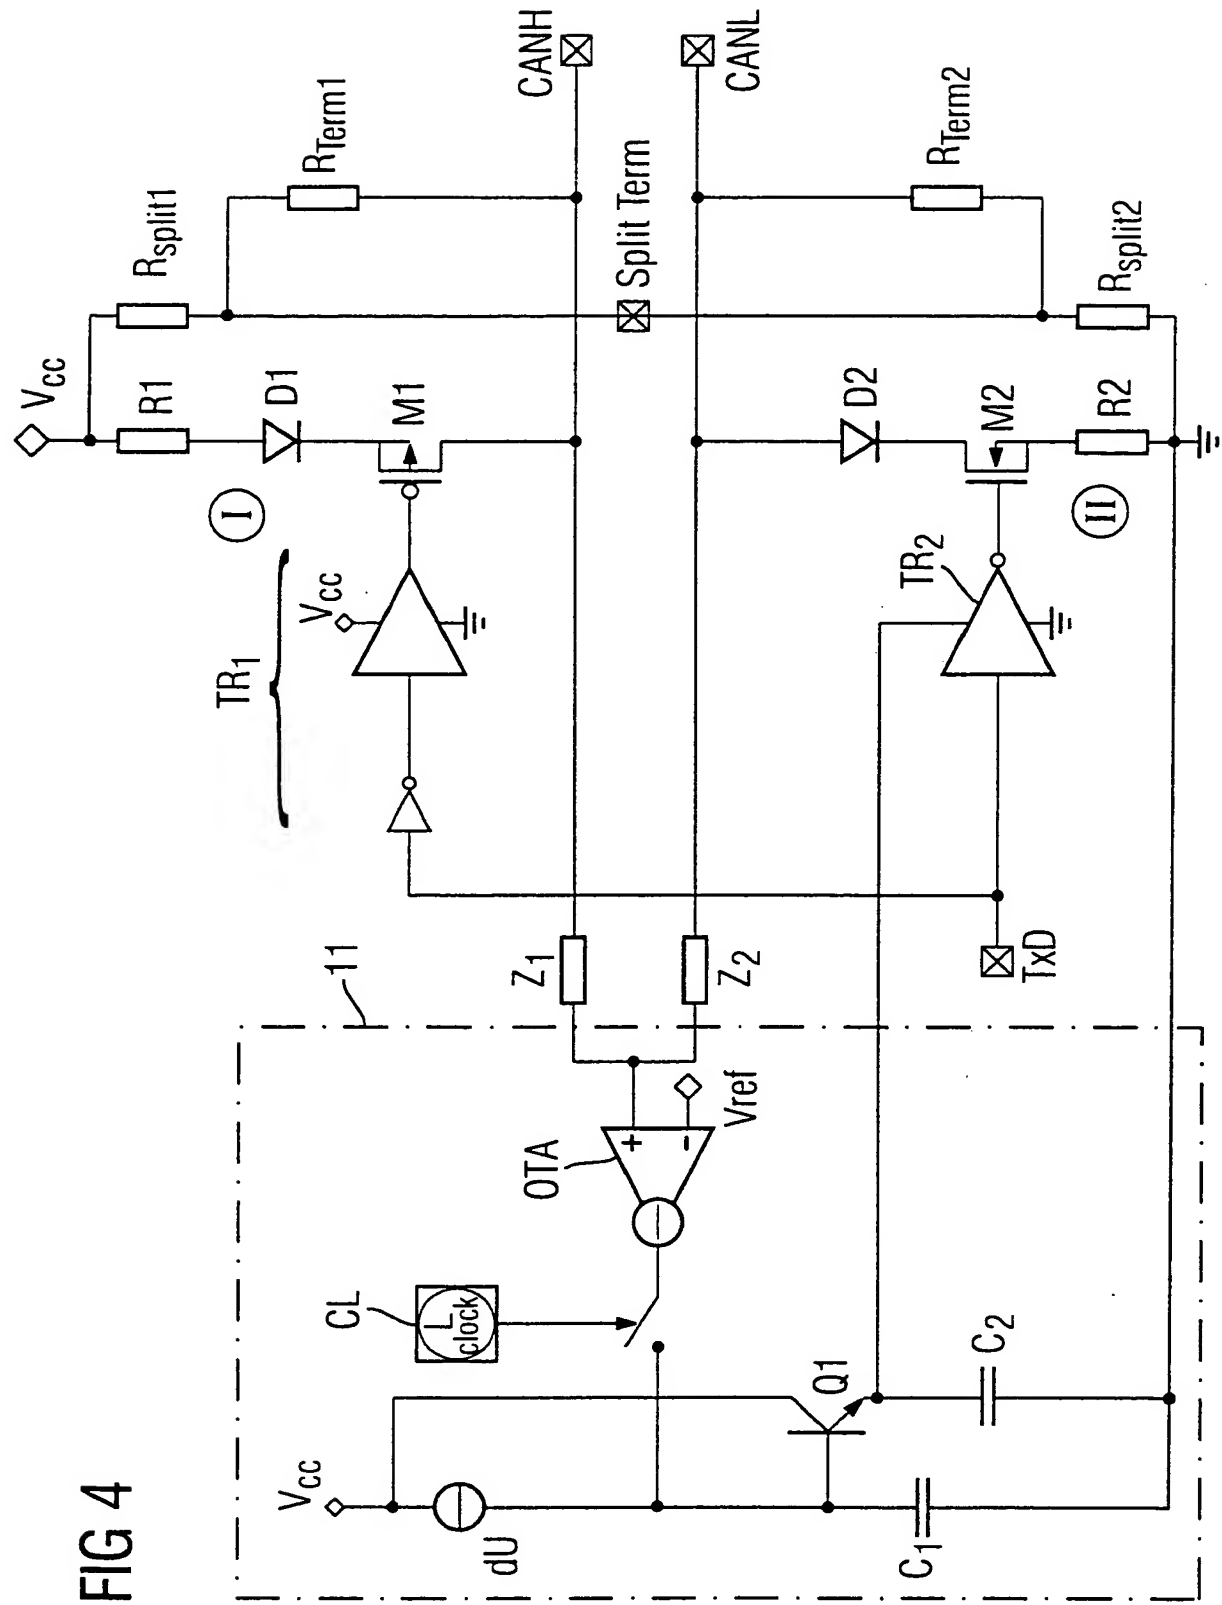 FIG 4
11
CL
L
clock
OTA
+
-
Vref
Vcc
dU
C1
Q1
C2
Z1
Z2
TxD
TR1
Vcc
TR2
I
II
Vcc
R1
D1
M1
D2
M2
R2
Rsplit1
RTerm1
Split Term
RTerm2
Rsplit2
CANH
CANL